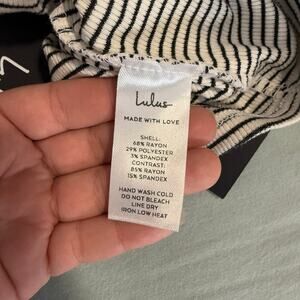 Lulus
MADE WITH LOVE
SHELL:
68% RAYON
29% POLYESTER
3% SPANDEX
CONTRAST:
85% RAYON
15% SPANDEX
HAND WASH COLD
DO NOT BLEACH
LINE DRY
IRON LOW HEAT